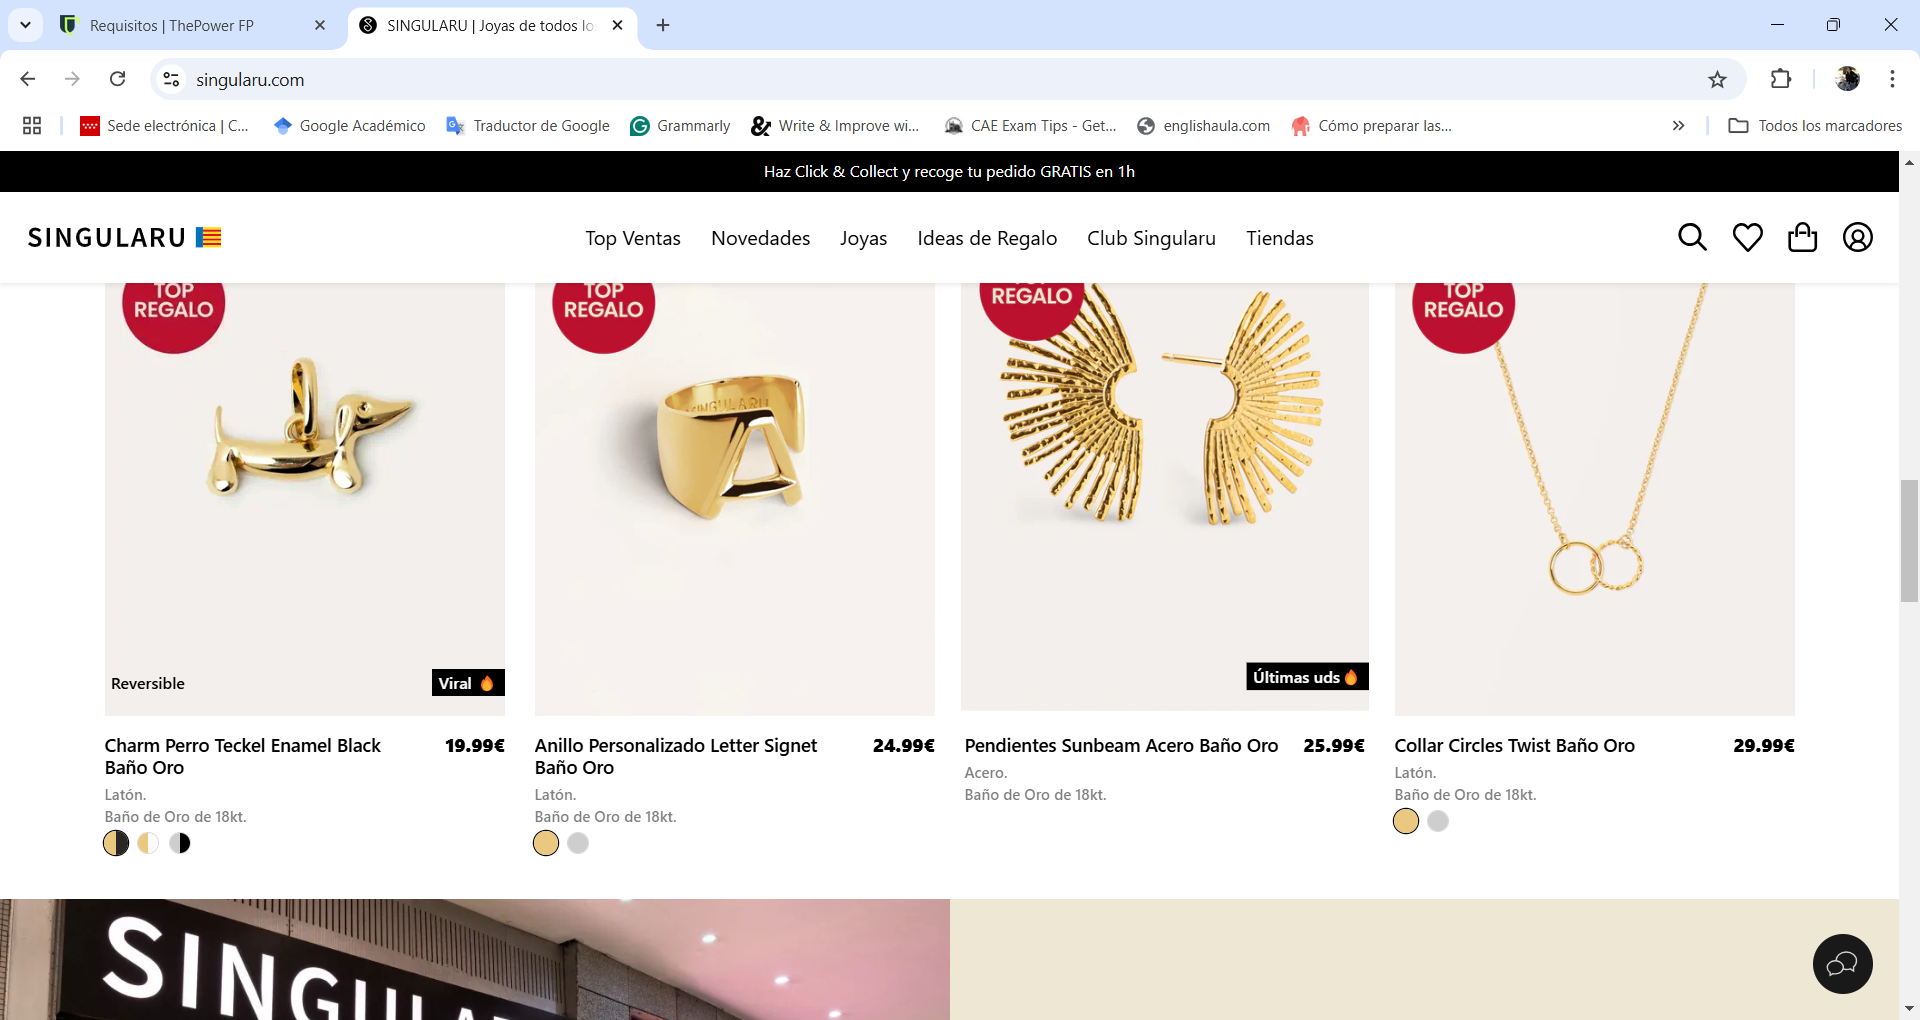 Requisitos | ThePower FP
SINGULARU | Joyas de todos lo
singularu.com
Sede electrónica | C...
Google Académico
Traductor de Google
Grammarly
Write & Improve wi...
CAE Exam Tips - Get...
englishaula.com
Cómo preparar las...
Todos los marcadores
Haz Click & Collect y recoge tu pedido GRATIS en 1h
SINGULARU
Top Ventas
Novedades
Joyas
Ideas de Regalo
Club Singularu
Tiendas
TOP
REGALO
TOP
REGALO
REGALO
TOP
REGALO
SINGULARU
Reversible
Viral
Últimas uds
Charm Perro Teckel Enamel Black
Baño Oro
19.99€
Latón.
Baño de Oro de 18kt.
Anillo Personalizado Letter Signet
Baño Oro
24.99€
Latón.
Baño de Oro de 18kt.
Pendientes Sunbeam Acero Baño Oro
25.99€
Acero.
Baño de Oro de 18kt.
Collar Circles Twist Baño Oro
29.99€
Latón.
Baño de Oro de 18kt.
SINGULA